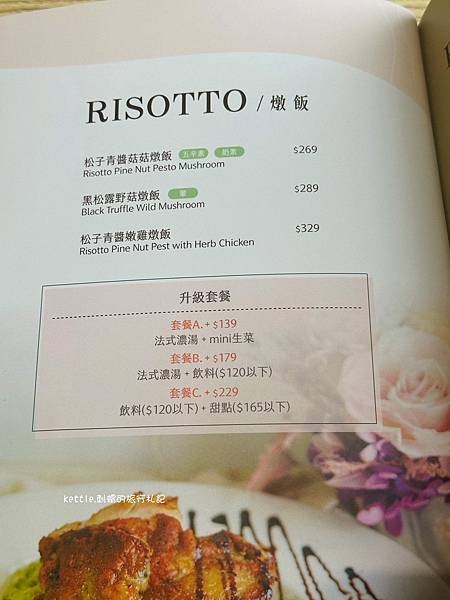 RISOTTO / 燉飯
松子青醬菇菇燉飯 五辛素 奶素 $269
Risotto Pine Nut Pesto Mushroom
黑松露野菇燉飯 $289
Black Truffle Wild Mushroom
松子青醬嫩雞燉飯 $329
Risotto Pine Nut Pest with Herb Chicken
升級套餐
套餐A.+ $139
法式濃湯 + mini生菜
套餐B.+ $179
法式濃湯 + 飲料($120以下)
套餐C.+ $229
飲料($120以下) + 甜點($165以下)
kettle.刺蝟的旅行札記